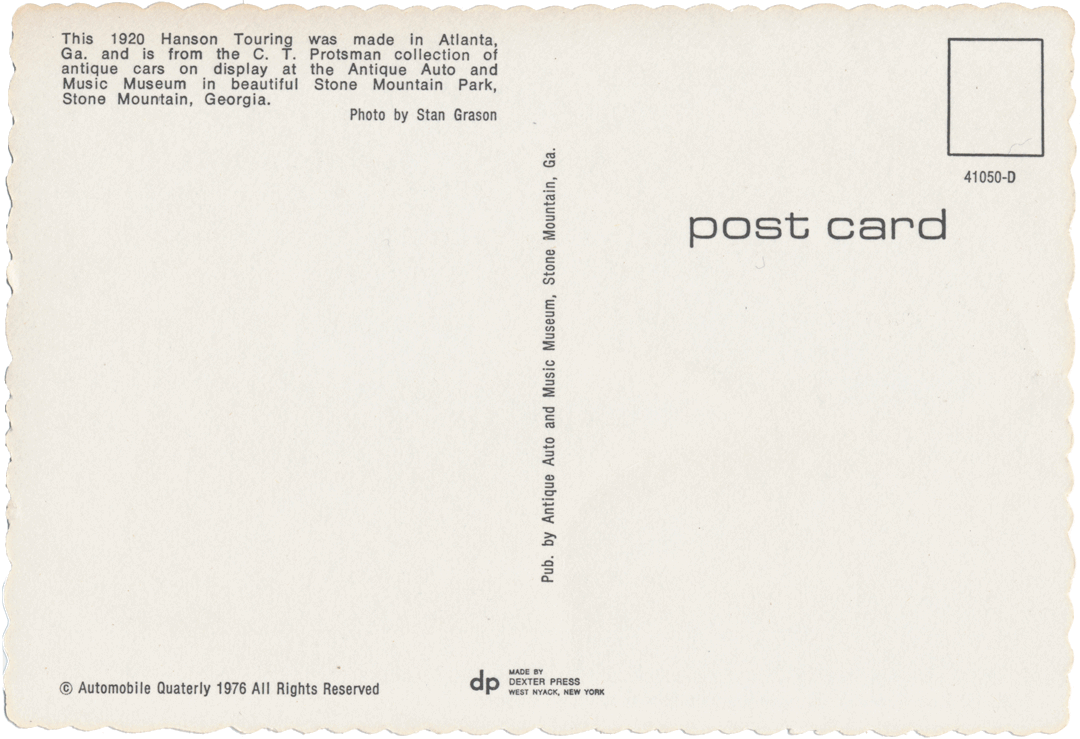 This 1920 Hanson Touring was made in Atlanta,
Ga. and is from the C. T. Protsman collection of
antique cars on display at the Antique Auto and
Music Museum in beautiful Stone Mountain Park,
Stone Mountain, Georgia.
Photo by Stan Grason
Pub. by Antique Auto and Music Museum, Stone Mountain, Ga.
41050-D
post card
© Automobile Quaterly 1976 All Rights Reserved
dp
MADE BY
DEXTER PRESS
WEST NYACK, NEW YORK